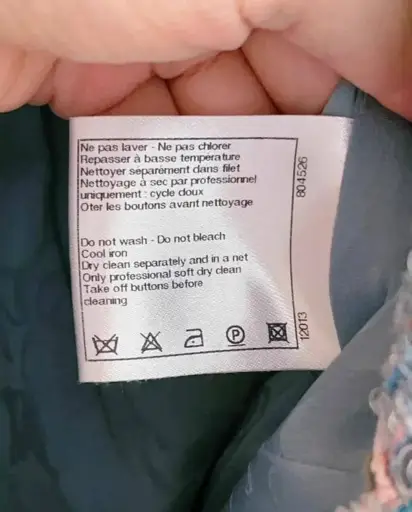 Ne pas laver - Ne pas chlorer
Repasser à basse température
Nettoyer séparément dans filet
Nettoyage à sec par professionnel
uniquement : cycle doux
Oter les boutons avant nettoyage
Do not wash - Do not bleach
Cool iron
Dry clean separately and in a net
Only professional soft dry clean
Take off buttons before
cleaning
P
804526
12013